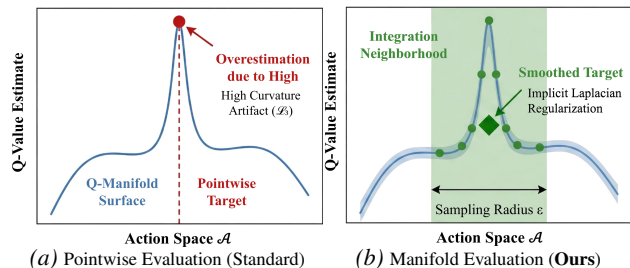 Q-Value Estimate
Overestimation
due to High
High Curvature
Artifact (ℒₛ)
Q-Manifold
Surface
Pointwise
Target
Action Space 𝒜
(a) Pointwise Evaluation (Standard)
Q-Value Estimate
Integration
Neighborhood
Smoothed Target
Implicit Laplacian
Regularization
Sampling Radius ε
Action Space 𝒜
(b) Manifold Evaluation (Ours)